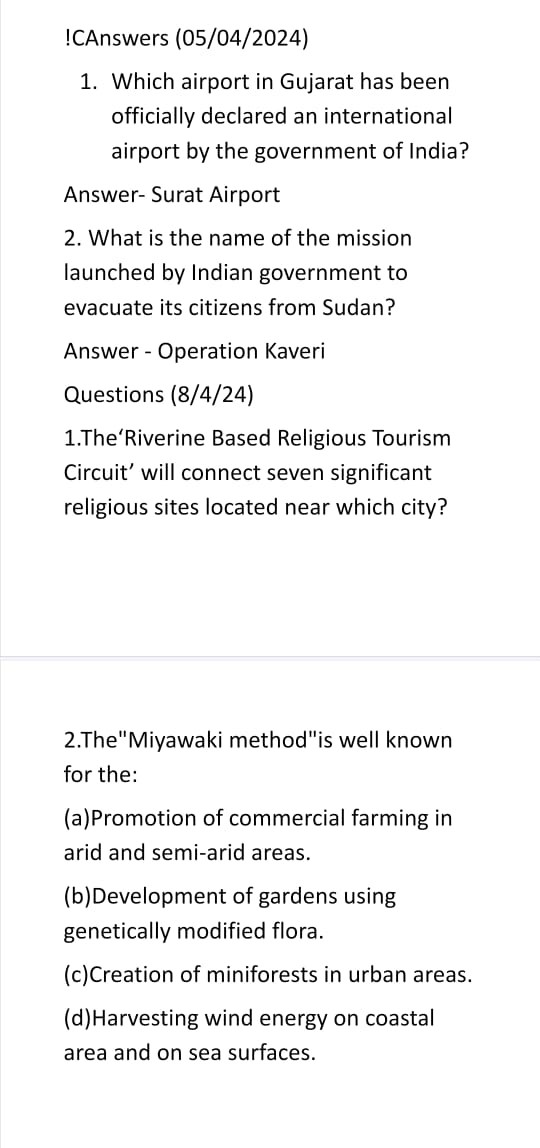 !CAnswers (05/04/2024)
1. Which airport in Gujarat has been
officially declared an international
airport by the government of India?
Answer- Surat Airport
2. What is the name of the mission
launched by Indian government to
evacuate its citizens from Sudan?
Answer - Operation Kaveri
Questions (8/4/24)
1.The‘Riverine Based Religious Tourism
Circuit’ will connect seven significant
religious sites located near which city?
2.The"Miyawaki method"is well known
for the:
(a)Promotion of commercial farming in
arid and semi-arid areas.
(b)Development of gardens using
genetically modified flora.
(c)Creation of miniforests in urban areas.
(d)Harvesting wind energy on coastal
area and on sea surfaces.